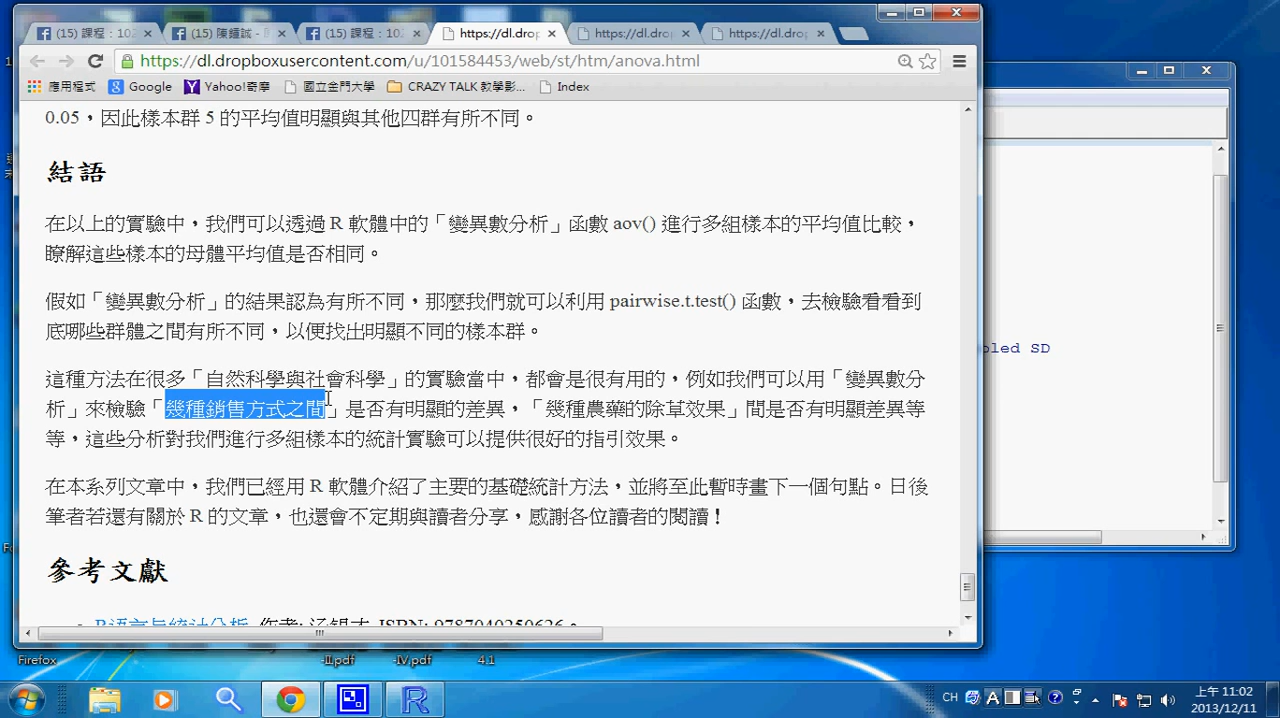 (15) 課程：102
(15) 陳鍾誠 -
(15) 課程：102
https://dl.drop
https://dl.drop
https://dl.drop
https://dl.dropboxusercontent.com/u/101584453/web/st/htm/anova.html
應用程式 Google Yahoo!奇摩 國立金門大學 CRAZY TALK 教學影... Index
0.05，因此樣本群 5 的平均值明顯與其他四群有所不同。
結語
在以上的實驗中，我們可以透過 R 軟體中的「變異數分析」函數 aov() 進行多組樣本的平均值比較，
瞭解這些樣本的母體平均值是否相同。
假如「變異數分析」的結果認為有所不同，那麼我們就可以利用 pairwise.t.test() 函數，去檢驗看看到
底哪些群體之間有所不同，以便找出明顯不同的樣本群。
這種方法在很多「自然科學與社會科學」的實驗當中，都會是很有用的，例如我們可以用「變異數分
析」來檢驗「幾種銷售方式之間」是否有明顯的差異，「幾種農藥的除草效果」間是否有明顯差異等
等，這些分析對我們進行多組樣本的統計實驗可以提供很好的指引效果。
在本系列文章中，我們已經用 R 軟體介紹了主要的基礎統計方法，並將至此暫時畫下一個句點。日後
筆者若還有關於 R 的文章，也還會不定期與讀者分享，感謝各位讀者的閱讀！
參考文獻
R语言与统计分析, 作者: 汤银才, ISBN: 9787040250626。
oled SD
Firefox -II.pdf -IV.pdf 4.1
CH A 上午 11:02
2013/12/11